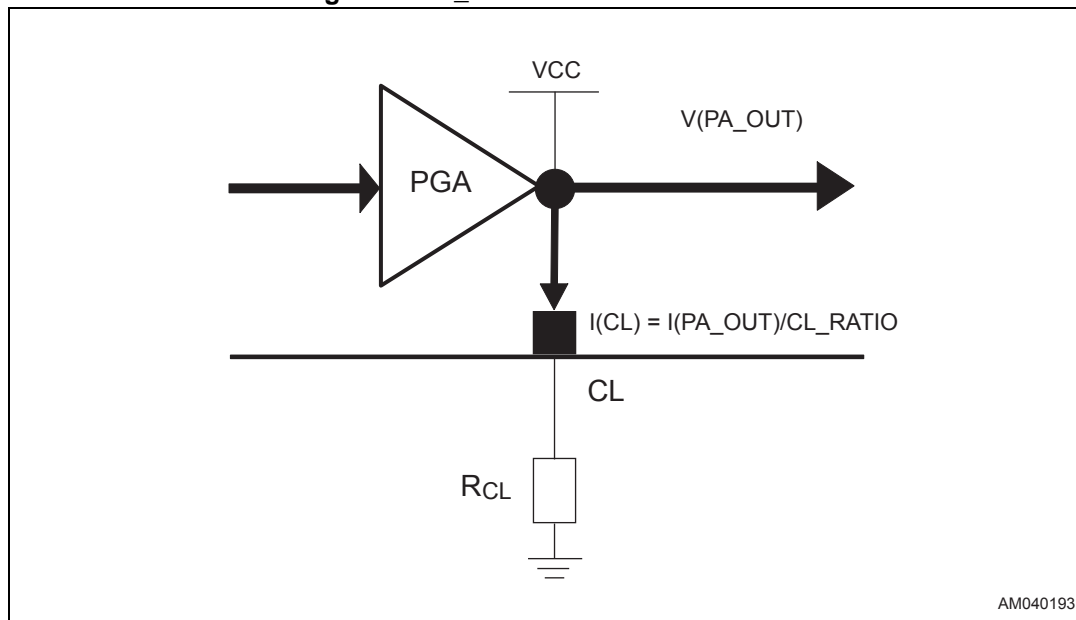 VCC
V(PA_OUT)
PGA
I(CL) = I(PA_OUT)/CL_RATIO
CL
RCL
AM040193